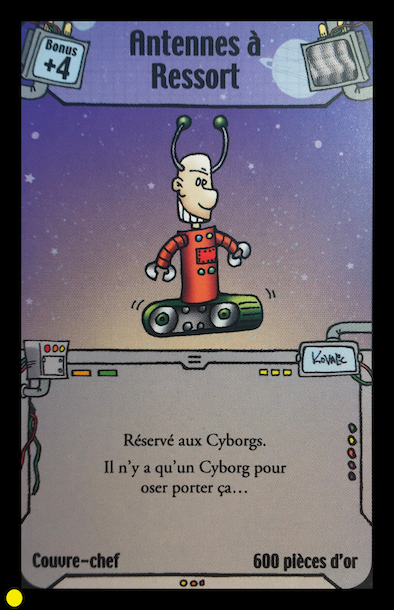 Bonus
+4
Antennes à
Ressort
KOVALIC
Réservé aux Cyborgs.
Il n'y a qu'un Cyborg pour
oser porter ça…
Couvre-chef
600 pièces d'or